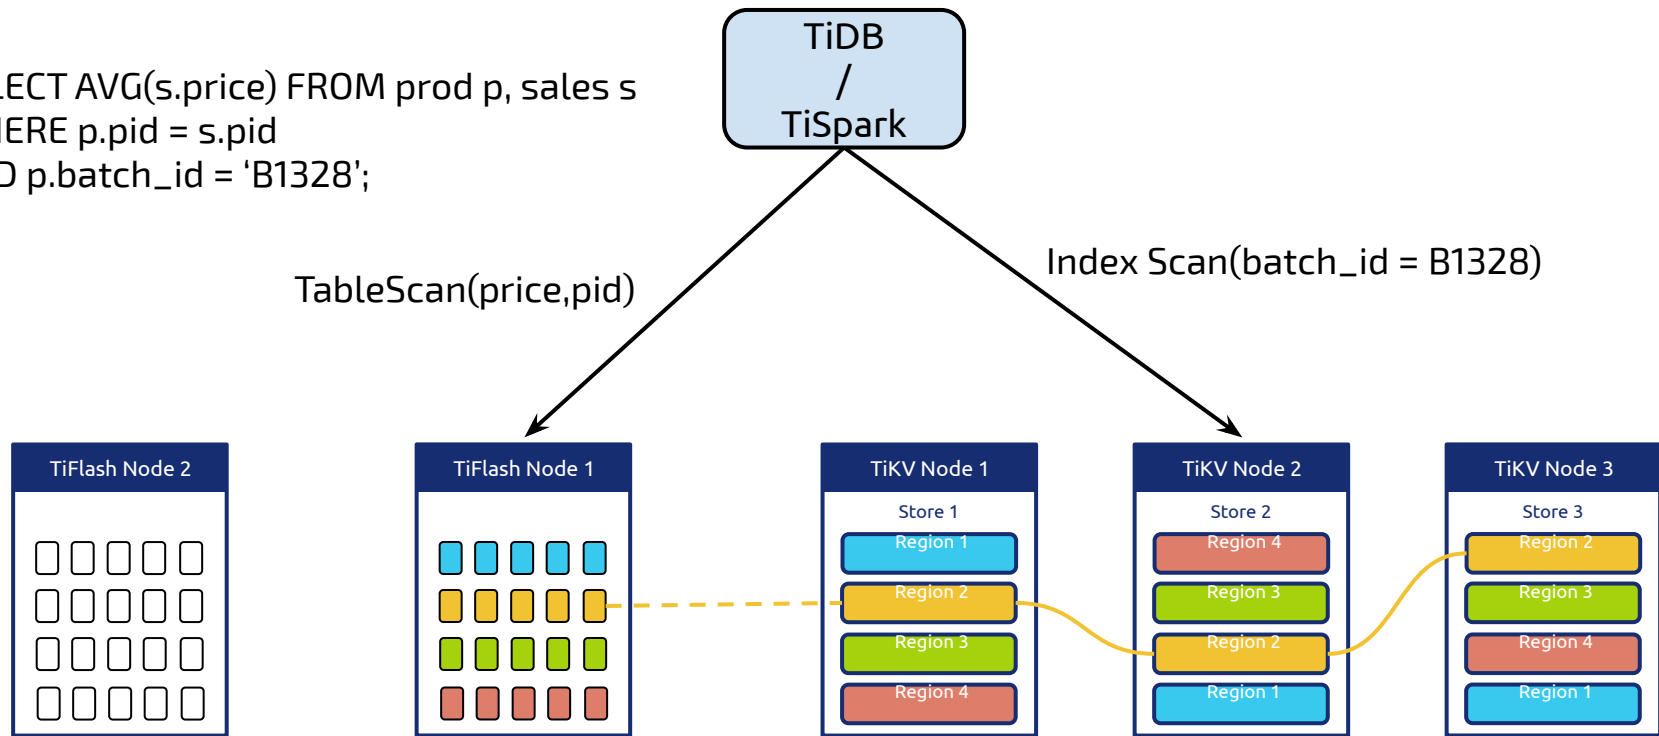 TiDB
/
TiSpark
LECT AVG(s.price) FROM prod p, sales s
HERE p.pid = s.pid
D p.batch_id = ‘B1328’;
TableScan(price,pid)
Index Scan(batch_id = B1328)
TiFlash Node 2
TiFlash Node 1
TiKV Node 1
Store 1
Region 1
Region 2
Region 3
Region 4
TiKV Node 2
Store 2
Region 4
Region 3
Region 2
Region 1
TiKV Node 3
Store 3
Region 2
Region 3
Region 4
Region 1